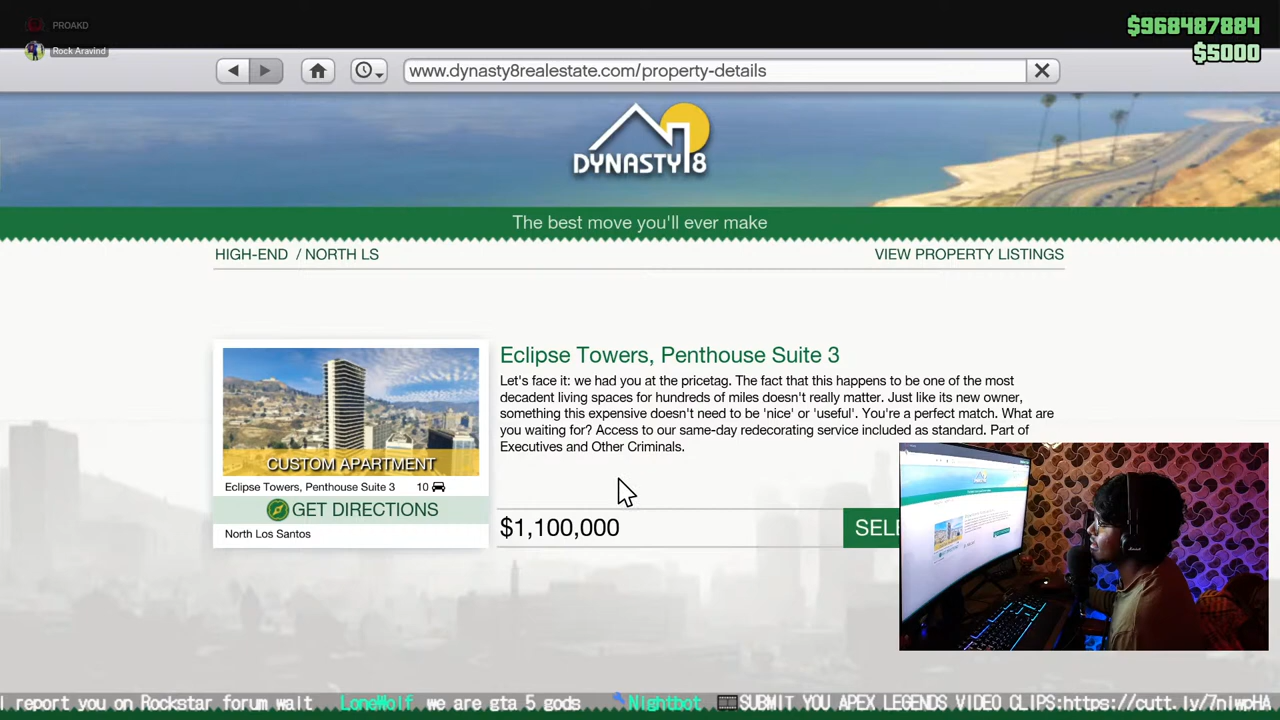 PROAKD
$968487884
Rock Aravind
$5000
www.dynasty8realestate.com/property-details
DYNASTY8
The best move you'll ever make
HIGH-END / NORTH LS
VIEW PROPERTY LISTINGS
Eclipse Towers, Penthouse Suite 3
Let's face it: we had you at the pricetag. The fact that this happens to be one of the most
decadent living spaces for hundreds of miles doesn't really matter. Just like its new owner,
something this expensive doesn't need to be 'nice' or 'useful'. You're a perfect match. What are
you waiting for? Access to our same-day redecorating service included as standard. Part of
Executives and Other Criminals.
CUSTOM APARTMENT
Eclipse Towers, Penthouse Suite 3 10
GET DIRECTIONS
North Los Santos
$1,100,000
SELE
I report you on Rockstar forum wait LoneWolf we are gta 5 gods Nightbot SUBMIT YOU APEX LEGENDS VIDEO CLIPS:https://cutt.ly/7nIwpHA